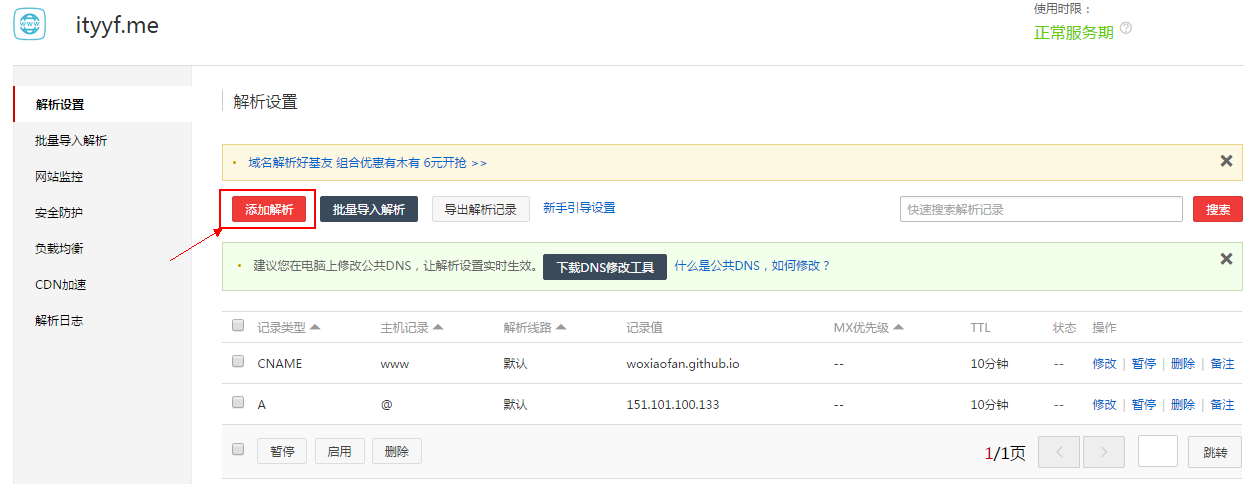 www
ityyf.me
使用时限：
正常服务期 ?
解析设置
批量导入解析
网站监控
安全防护
负载均衡
CDN加速
解析日志
解析设置
域名解析好基友 组合优惠有木有 6元开抢 >>
添加解析 批量导入解析 导出解析记录 新手引导设置 快速搜索解析记录 搜索
建议您在电脑上修改公共DNS，让解析设置实时生效。 下载DNS修改工具 什么是公共DNS，如何修改？
记录类型 主机记录 解析线路 记录值 MX优先级 TTL 状态 操作
CNAME www 默认 woxiaofan.github.io -- 10分钟 -- 修改 | 暂停 | 删除 | 备注
A @ 默认 151.101.100.133 -- 10分钟 -- 修改 | 暂停 | 删除 | 备注
暂停 启用 删除 1/1页 < > 跳转